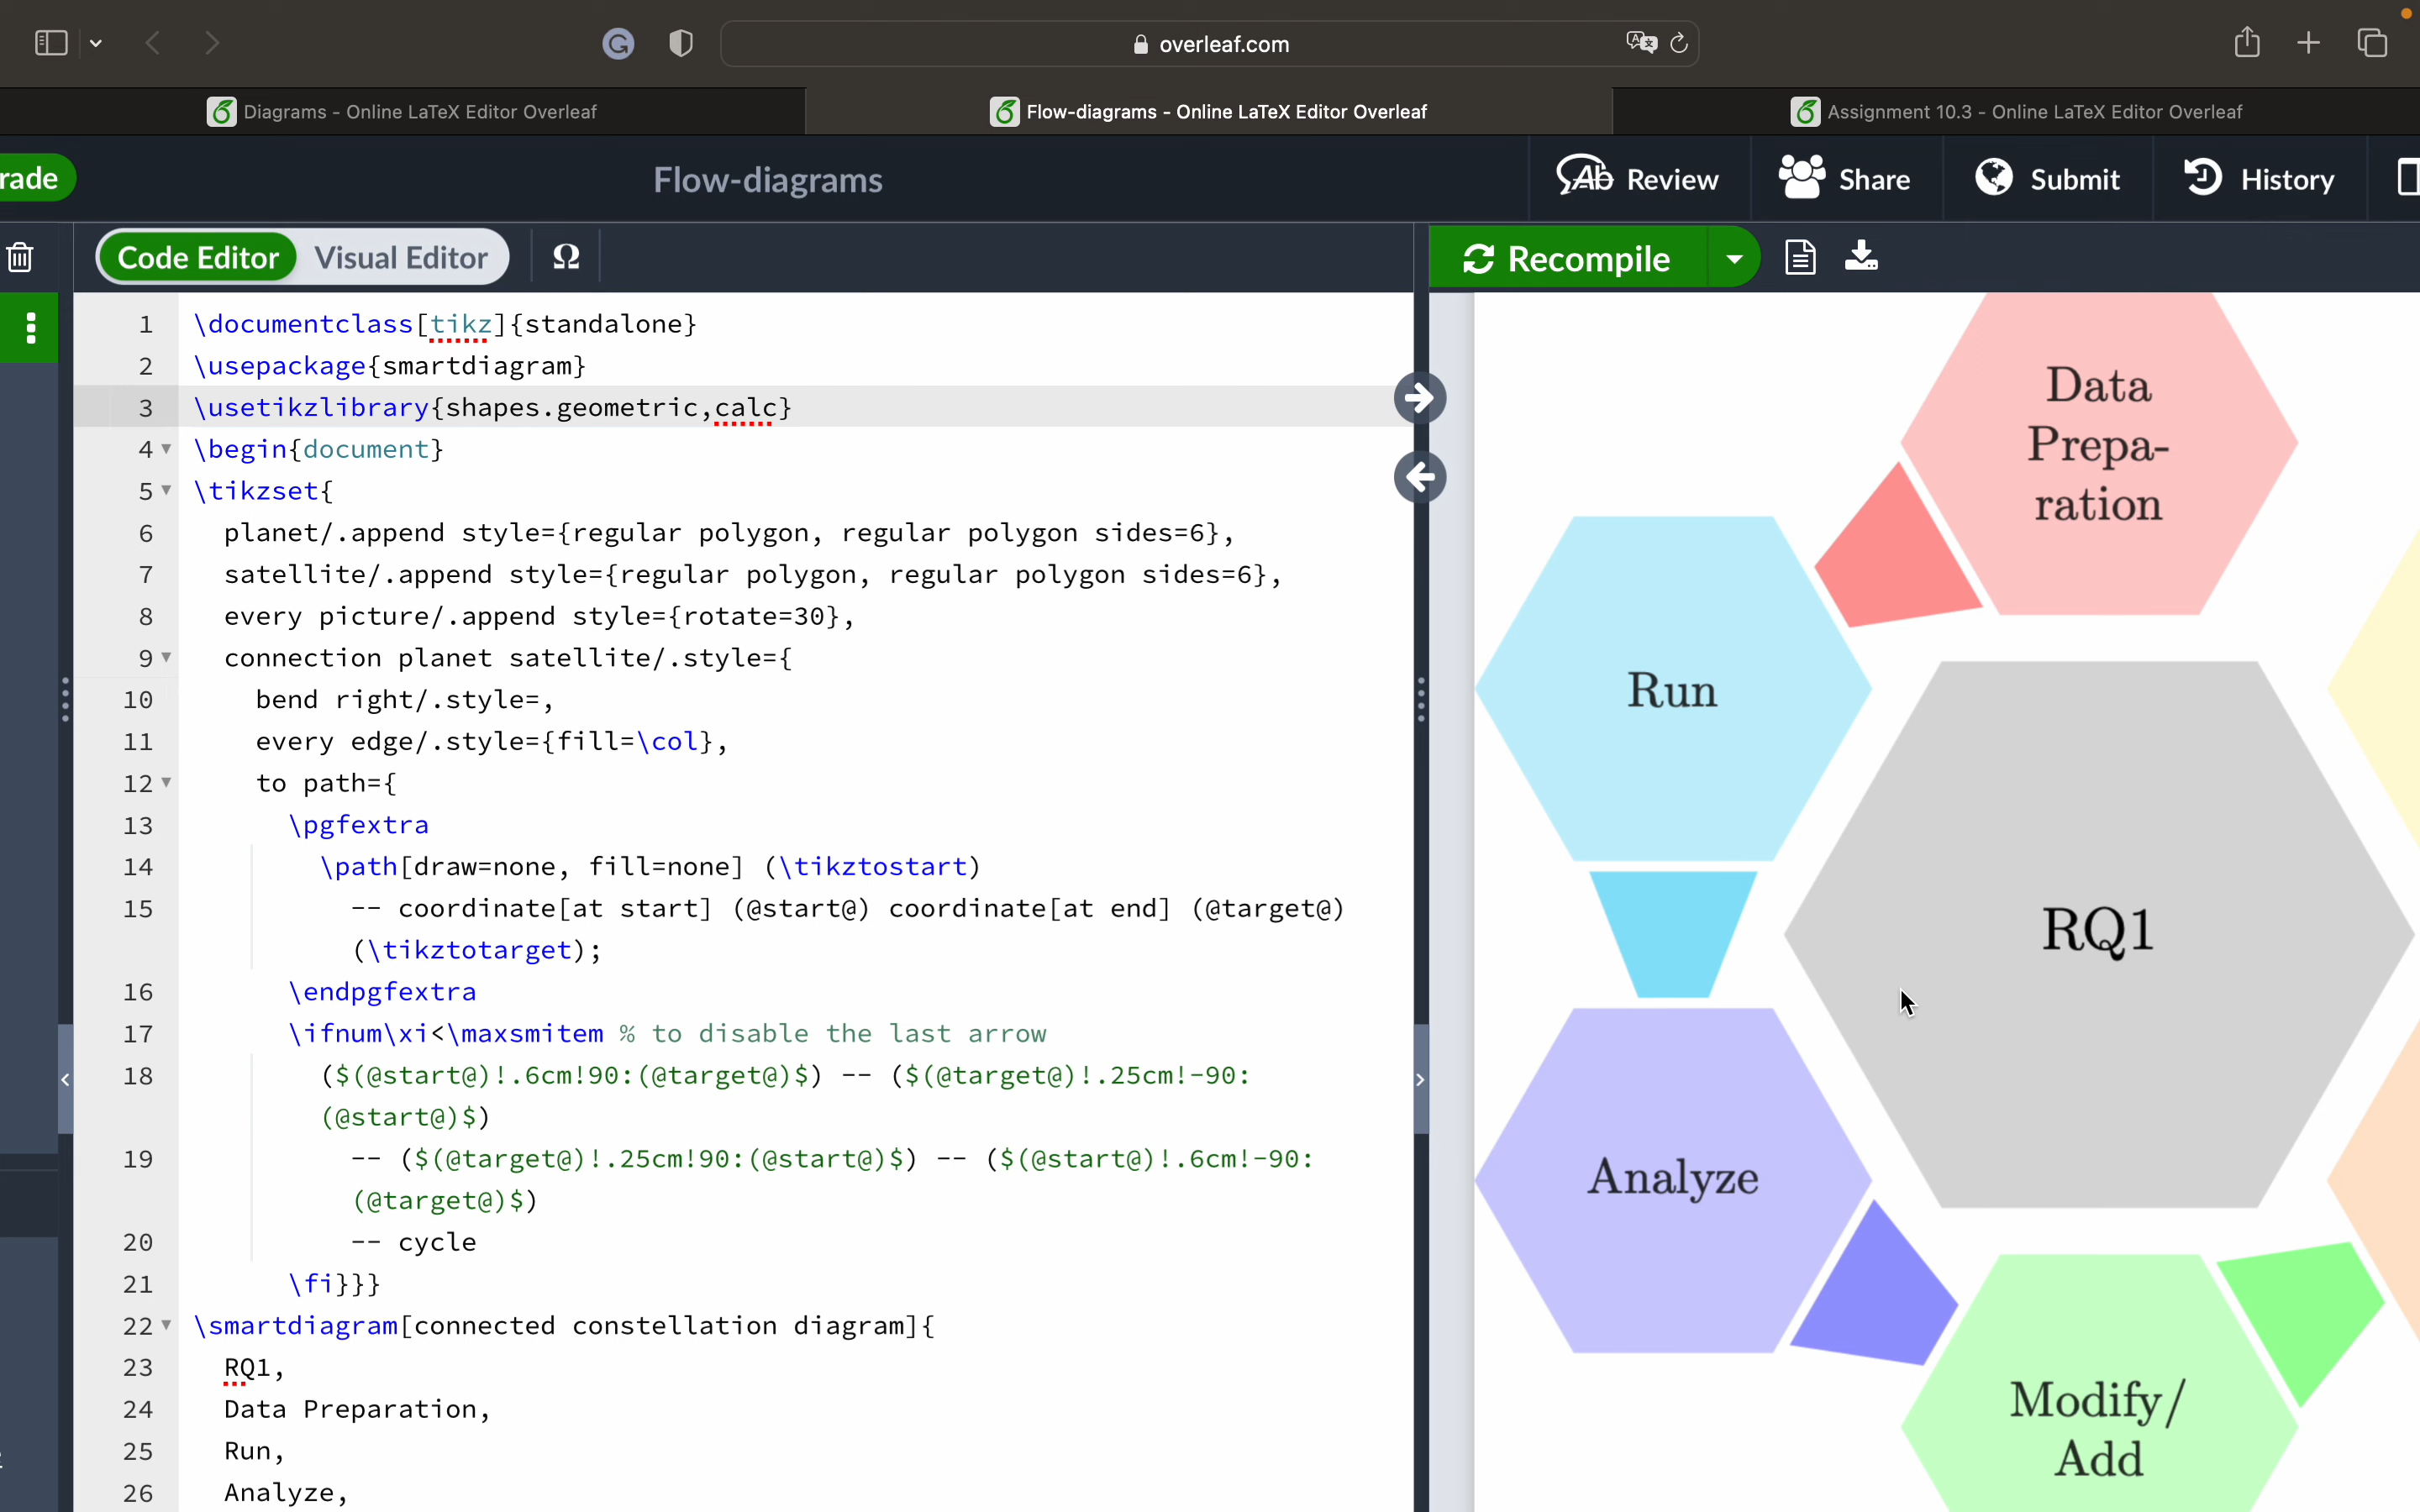 overleaf.com
Diagrams - Online LaTeX Editor Overleaf
Flow-diagrams - Online LaTeX Editor Overleaf
Assignment 10.3 - Online LaTeX Editor Overleaf
rade
Flow-diagrams
Review
Share
Submit
History
Code Editor
Visual Editor
Ω
Recompile
1 \documentclass[tikz]{standalone}
2 \usepackage{smartdiagram}
3 \usetikzlibrary{shapes.geometric,calc}
4 \begin{document}
5 \tikzset{
6 planet/.append style={regular polygon, regular polygon sides=6},
7 satellite/.append style={regular polygon, regular polygon sides=6},
8 every picture/.append style={rotate=30},
9 connection planet satellite/.style={
10 bend right/.style=,
11 every edge/.style={fill=\col},
12 to path={
13 \pgfextra
14 \path[draw=none, fill=none] (\tikztostart)
15 -- coordinate[at start] (@start@) coordinate[at end] (@target@)
(\tikztotarget);
16 \endpgfextra
17 \ifnum\xi<\maxsmitem % to disable the last arrow
18 ($(@start@)!.6cm!90:(@target@)$) -- ($(@target@)!.25cm!-90:
(@start@)$)
19 -- ($(@target@)!.25cm!90:(@start@)$) -- ($(@start@)!.6cm!-90:
(@target@)$)
20 -- cycle
21 \fi}}}
22 \smartdiagram[connected constellation diagram]{
23 RQ1,
24 Data Preparation,
25 Run,
26 Analyze,
Data
Prepa-
ration
Run
RQ1
Analyze
Modify/
Add